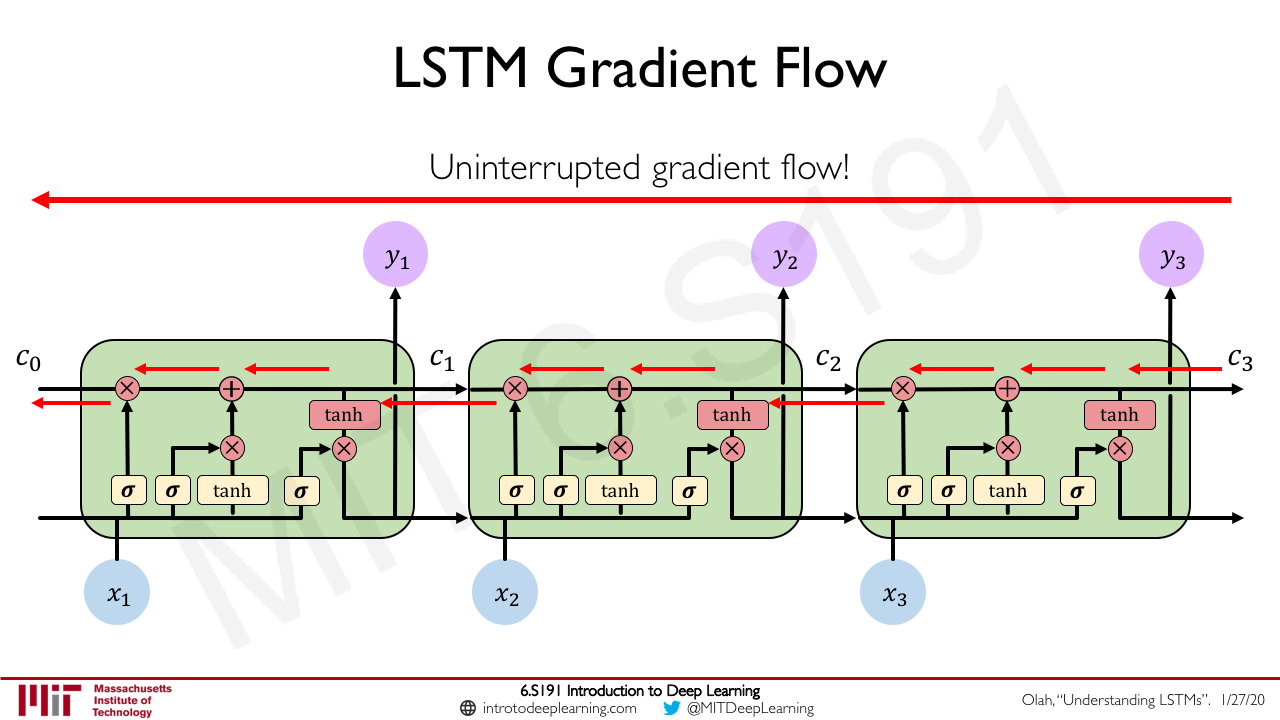 LSTM Gradient Flow
Uninterrupted gradient flow!
y₁ y₂ y₃
c₀ c₁ c₂ c₃
× + × + × +
tanh tanh tanh
× × × × × ×
σ σ tanh σ σ σ tanh σ σ σ tanh σ
x₁ x₂ x₃
MIT 6.S191
Massachusetts
Institute of
Technology
6.S191 Introduction to Deep Learning
introtodeeplearning.com @MITDeepLearning
Olah, “Understanding LSTMs”. 1/27/20